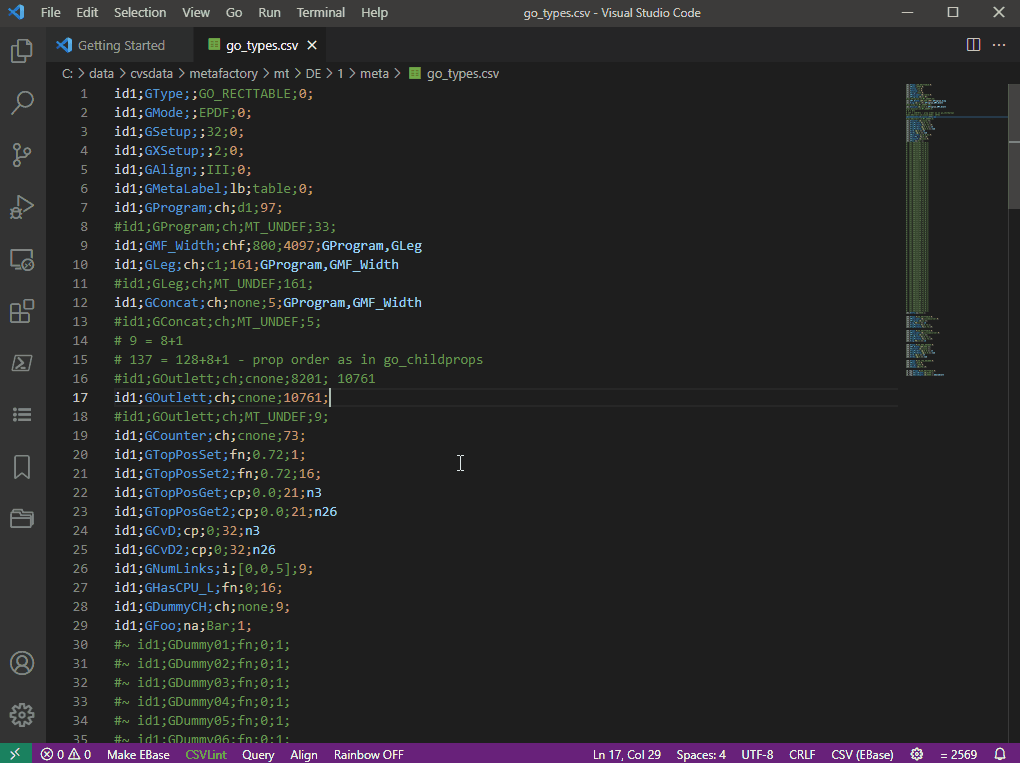 File Edit Selection View Go Run Terminal Help go_types.csv - Visual Studio Code
Getting Started go_types.csv
C: > data > cvsdata > metafactory > mt > DE > 1 > meta > go_types.csv
1 id1;GType;;GO_RECTTABLE;0;
2 id1;GMode;;EPDF;0;
3 id1;GSetup;;32;0;
4 id1;GXSetup;;2;0;
5 id1;GAlign;;III;0;
6 id1;GMetaLabel;lb;table;0;
7 id1;GProgram;ch;d1;97;
8 #id1;GProgram;ch;MT_UNDEF;33;
9 id1;GMF_Width;chf;800;4097;GProgram,GLeg
10 id1;GLeg;ch;c1;161;GProgram,GMF_Width
11 #id1;GLeg;ch;MT_UNDEF;161;
12 id1;GConcat;ch;none;5;GProgram,GMF_Width
13 #id1;GConcat;ch;MT_UNDEF;5;
14 # 9 = 8+1
15 # 137 = 128+8+1 - prop order as in go_childprops
16 #id1;GOutlett;ch;cnone;8201; 10761
17 id1;GOutlett;ch;cnone;10761;
18 #id1;GOutlett;ch;MT_UNDEF;9;
19 id1;GCounter;ch;cnone;73;
20 id1;GTopPosSet;fn;0.72;1;
21 id1;GTopPosSet2;fn;0.72;16;
22 id1;GTopPosGet;cp;0.0;21;n3
23 id1;GTopPosGet2;cp;0.0;21;n26
24 id1;GCvD;cp;0;32;n3
25 id1;GCvD2;cp;0;32;n26
26 id1;GNumLinks;i;[0,0,5];9;
27 id1;GHasCPU_L;fn;0;16;
28 id1;GDummyCH;ch;none;9;
29 id1;GFoo;na;Bar;1;
30 #~ id1;GDummy01;fn;0;1;
31 #~ id1;GDummy02;fn;0;1;
32 #~ id1;GDummy03;fn;0;1;
33 #~ id1;GDummy04;fn;0;1;
34 #~ id1;GDummy05;fn;0;1;
35 #~ id1;GDummy06;fn;0;1;
0 0 Make EBase CSVLint Query Align Rainbow OFF Ln 17, Col 29 Spaces: 4 UTF-8 CRLF CSV (EBase) = 2569